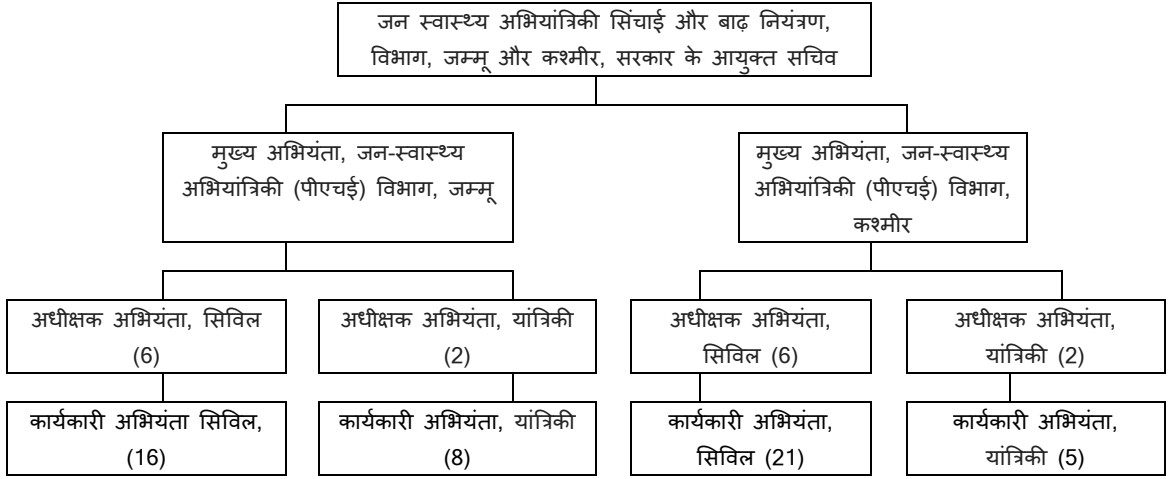 जन स्वास्थ्य अभियांत्रिकी सिंचाई और बाढ़ नियंत्रण,
विभाग, जम्मू और कश्मीर, सरकार के आयुक्त सचिव
मुख्य अभियंता, जन-स्वास्थ्य
अभियांत्रिकी (पीएचई) विभाग, जम्मू
मुख्य अभियंता, जन-स्वास्थ्य
अभियांत्रिकी (पीएचई) विभाग,
कश्मीर
अधीक्षक अभियंता, सिविल
(6)
अधीक्षक अभियंता, यांत्रिकी
(2)
अधीक्षक अभियंता,
सिविल (6)
अधीक्षक अभियंता,
यांत्रिकी (2)
कार्यकारी अभियंता सिविल,
(16)
कार्यकारी अभियंता, यांत्रिकी
(8)
कार्यकारी अभियंता,
सिविल (21)
कार्यकारी अभियंता,
यांत्रिकी (5)